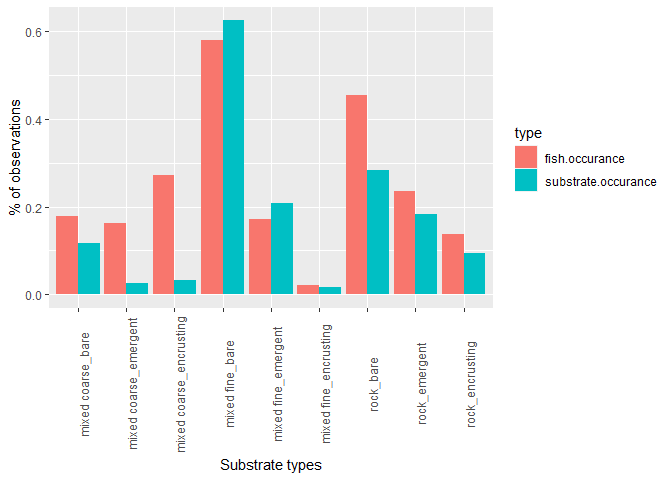 0.6
0.4
0.2
0.0
% of observations
mixed coarse_bare
mixed coarse_emergent
mixed coarse_encrusting
mixed fine_bare
mixed fine_emergent
mixed fine_encrusting
rock_bare
rock_emergent
rock_encrusting
Substrate types
type
fish.occurance
substrate.occurance